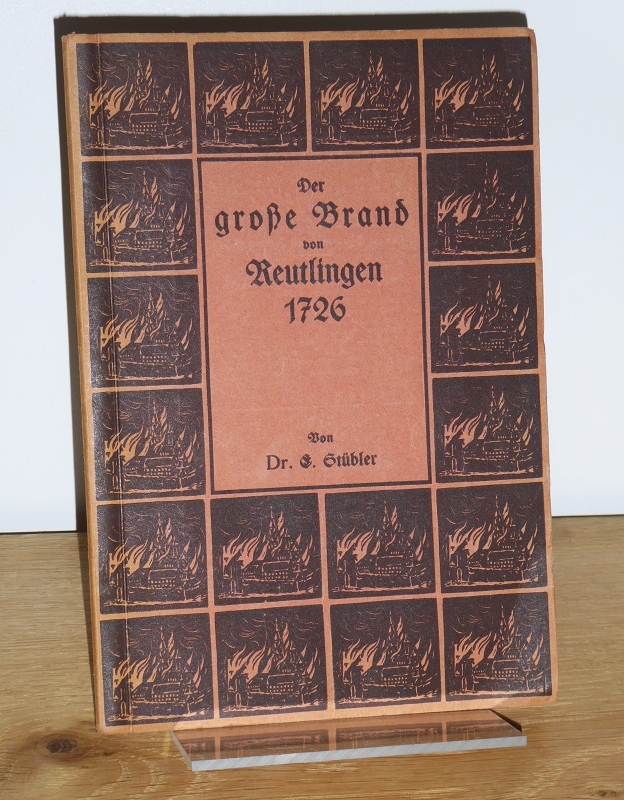 Der
große Brand
von
Reutlingen
1726
Von
Dr. E. Stübler